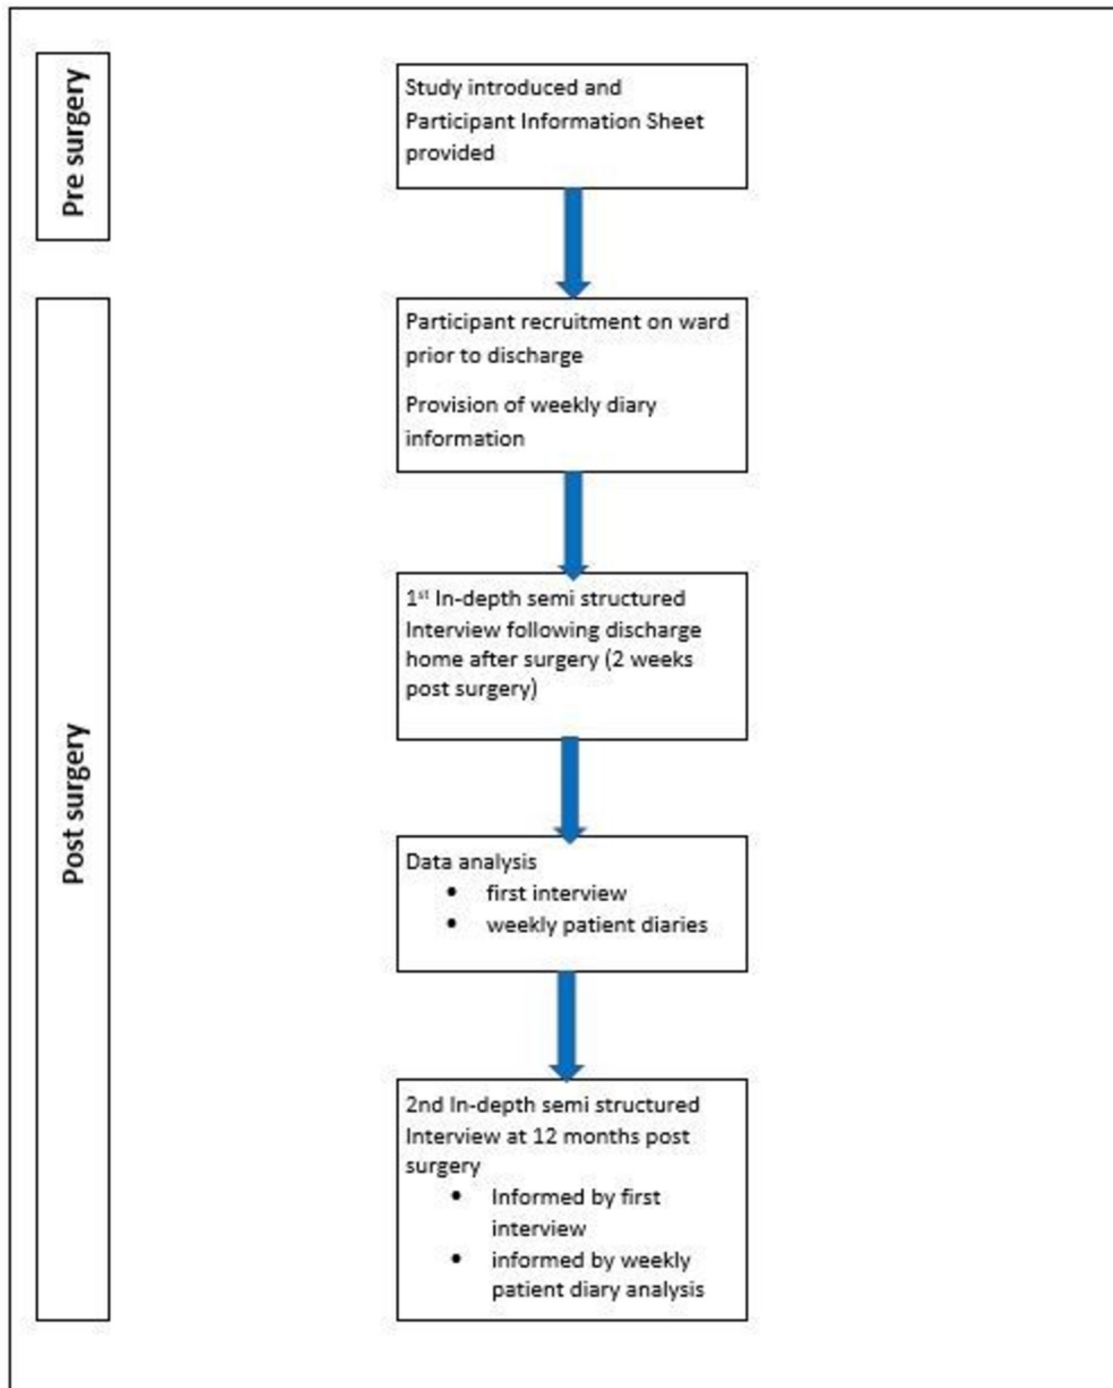 Pre surgery
Study introduced and
Participant Information Sheet
provided
Post surgery
Participant recruitment on ward
prior to discharge
Provision of weekly diary
information
1st In-depth semi structured
Interview following discharge
home after surgery (2 weeks
post surgery)
Data analysis
• first interview
• weekly patient diaries
2nd In-depth semi structured
Interview at 12 months post
surgery
• Informed by first
interview
• informed by weekly
patient diary analysis